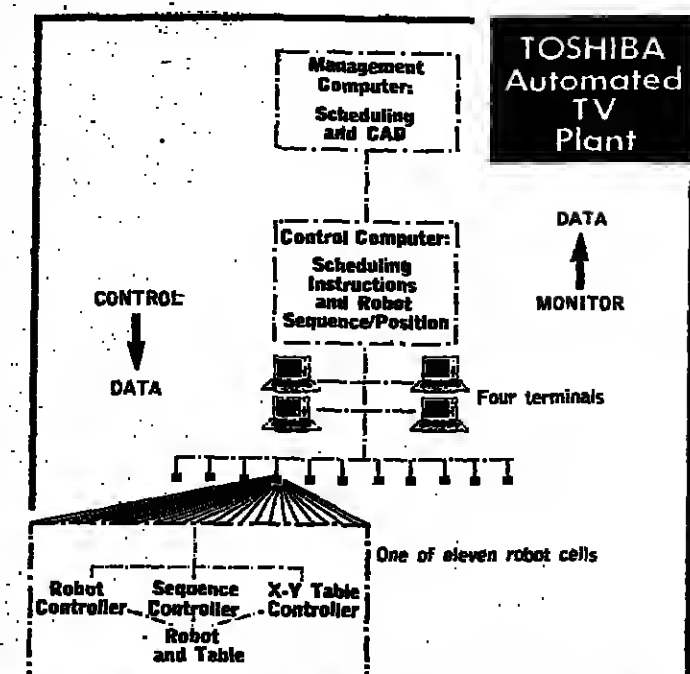 TOSHIBA
Automated
TV
Plant
Management
Computer:
Scheduling
and CAD
Control Computer:
Scheduling
Instructions
and Robot
Sequence/Position
CONTROL
DATA
DATA
MONITOR
Four terminals
One of eleven robot cells
Robot
Controller
Sequence
Controller
X-Y Table
Controller
Robot
and Table